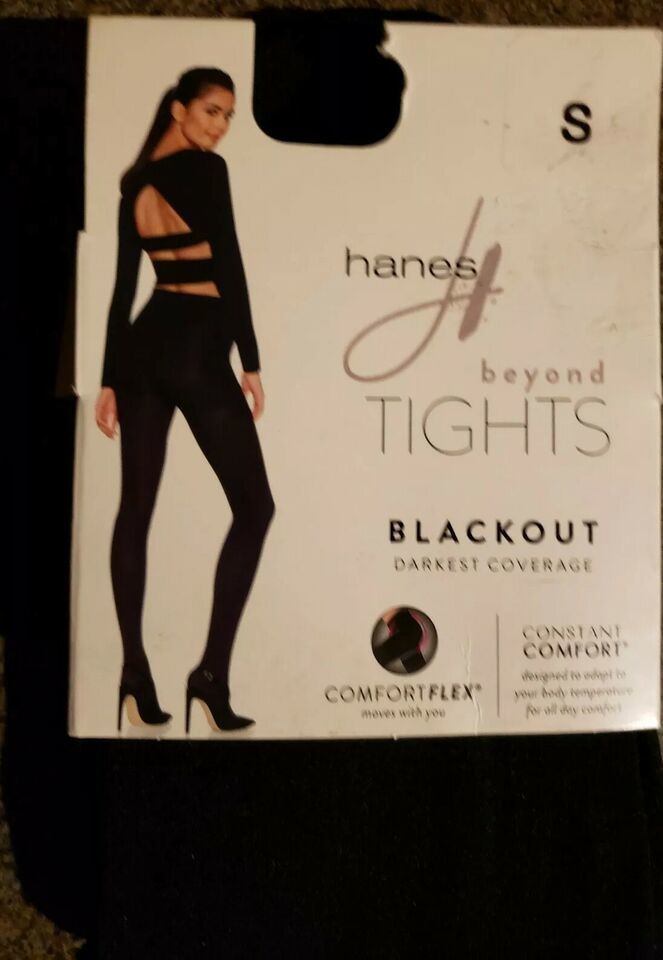 S
hanes
beyond
TIGHTS
BLACKOUT
DARKEST COVERAGE
COMFORTFLEX®
moves with you
CONSTANT
COMFORT®
designed to adapt to
your body temperature
for all day comfort